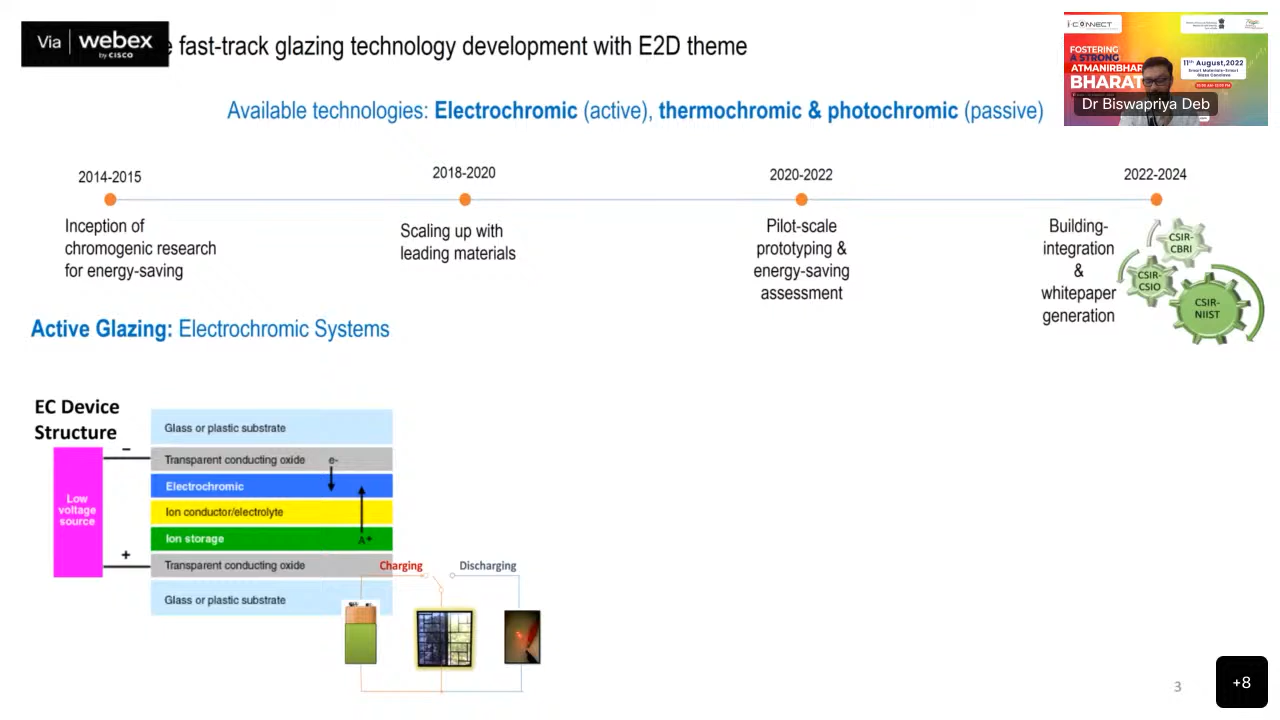 Via webex
by CISCO
e fast-track glazing technology development with E2D theme
Available technologies: Electrochromic (active), thermochromic & photochromic (passive)
i-CONNECT
FOSTERING
A STRONG
ATMANIRBHAR
BHARAT
11th August,2022
Smart Materials-Smart
Glass Conclave
Dr Biswapriya Deb
2014-2015
2018-2020
2020-2022
2022-2024
Inception of
chromogenic research
for energy-saving
Scaling up with
leading materials
Pilot-scale
prototyping &
energy-saving
assessment
Building-
integration
&
whitepaper
generation
CSIR-
CBRI
CSIR-
CSIO
CSIR-
NIIST
Active Glazing: Electrochromic Systems
EC Device
Structure
Low
voltage
source
−
+
Glass or plastic substrate
Transparent conducting oxide e-
Electrochromic
Ion conductor/electrolyte
Ion storage A+
Transparent conducting oxide
Glass or plastic substrate
Charging
Discharging
3
+8